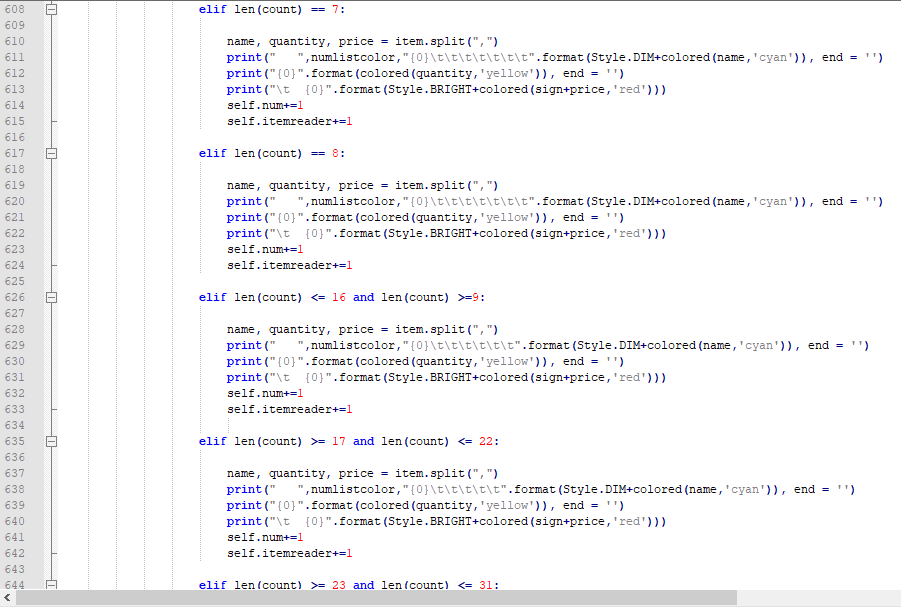 608 elif len(count) == 7:
609
610 name, quantity, price = item.split(",")
611 print("   ",numlistcolor,"{0}\t\t\t\t\t\t\t".format(Style.DIM+colored(name,'cyan')), end = '')
612 print("{0}".format(colored(quantity,'yellow')), end = '')
613 print("\t  {0}".format(Style.BRIGHT+colored(sign+price,'red')))
614 self.num+=1
615 self.itemreader+=1
616
617 elif len(count) == 8:
618
619 name, quantity, price = item.split(",")
620 print("   ",numlistcolor,"{0}\t\t\t\t\t\t\t".format(Style.DIM+colored(name,'cyan')), end = '')
621 print("{0}".format(colored(quantity,'yellow')), end = '')
622 print("\t  {0}".format(Style.BRIGHT+colored(sign+price,'red')))
623 self.num+=1
624 self.itemreader+=1
625
626 elif len(count) <= 16 and len(count) >=9:
627
628 name, quantity, price = item.split(",")
629 print("   ",numlistcolor,"{0}\t\t\t\t\t\t".format(Style.DIM+colored(name,'cyan')), end = '')
630 print("{0}".format(colored(quantity,'yellow')), end = '')
631 print("\t  {0}".format(Style.BRIGHT+colored(sign+price,'red')))
632 self.num+=1
633 self.itemreader+=1
634
635 elif len(count) >= 17 and len(count) <= 22:
636
637 name, quantity, price = item.split(",")
638 print("   ",numlistcolor,"{0}\t\t\t\t\t".format(Style.DIM+colored(name,'cyan')), end = '')
639 print("{0}".format(colored(quantity,'yellow')), end = '')
640 print("\t  {0}".format(Style.BRIGHT+colored(sign+price,'red')))
641 self.num+=1
642 self.itemreader+=1
643
644 elif len(count) >= 23 and len(count) <= 31: